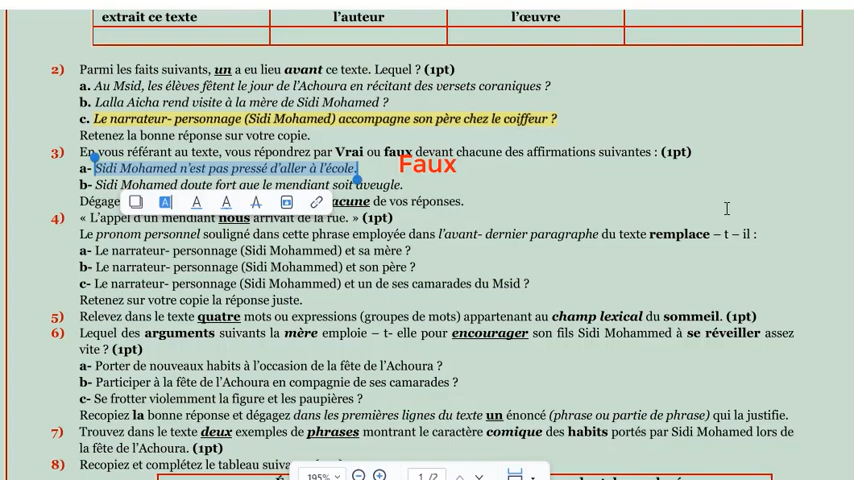 extrait ce texte l'auteur l'œuvre
2) Parmi les faits suivants, un a eu lieu avant ce texte. Lequel ? (1pt)
a. Au Msid, les élèves fêtent le jour de l'Achoura en récitant des versets coraniques ?
b. Lalla Aicha rend visite à la mère de Sidi Mohamed ?
c. Le narrateur- personnage (Sidi Mohamed) accompagne son père chez le coiffeur ?
Retenez la bonne réponse sur votre copie.
3) En vous référant au texte, vous répondrez par Vrai ou faux devant chacune des affirmations suivantes : (1pt)
a- Sidi Mohamed n'est pas pressé d'aller à l'école. Faux
b- Sidi Mohamed doute fort que le mendiant soit aveugle.
Dégage acune de vos réponses.
4) « L'appel d'un mendiant nous arrivait de la rue. » (1pt)
Le pronom personnel souligné dans cette phrase employée dans l'avant- dernier paragraphe du texte remplace – t – il :
a- Le narrateur- personnage (Sidi Mohammed) et sa mère ?
b- Le narrateur- personnage (Sidi Mohammed) et son père ?
c- Le narrateur- personnage (Sidi Mohammed) et un de ses camarades du Msid ?
Retenez sur votre copie la réponse juste.
5) Relevez dans le texte quatre mots ou expressions (groupes de mots) appartenant au champ lexical du sommeil. (1pt)
6) Lequel des arguments suivants la mère emploie – t- elle pour encourager son fils Sidi Mohammed à se réveiller assez
vite ? (1pt)
a- Porter de nouveaux habits à l'occasion de la fête de l'Achoura ?
b- Participer à la fête de l'Achoura en compagnie de ses camarades ?
c- Se frotter violemment la figure et les paupières ?
Recopiez la bonne réponse et dégagez dans les premières lignes du texte un énoncé (phrase ou partie de phrase) qui la justifie.
7) Trouvez dans le texte deux exemples de phrases montrant le caractère comique des habits portés par Sidi Mohamed lors de
la fête de l'Achoura. (1pt)
8) Recopiez et complétez le tableau suiva
195% 1 /2